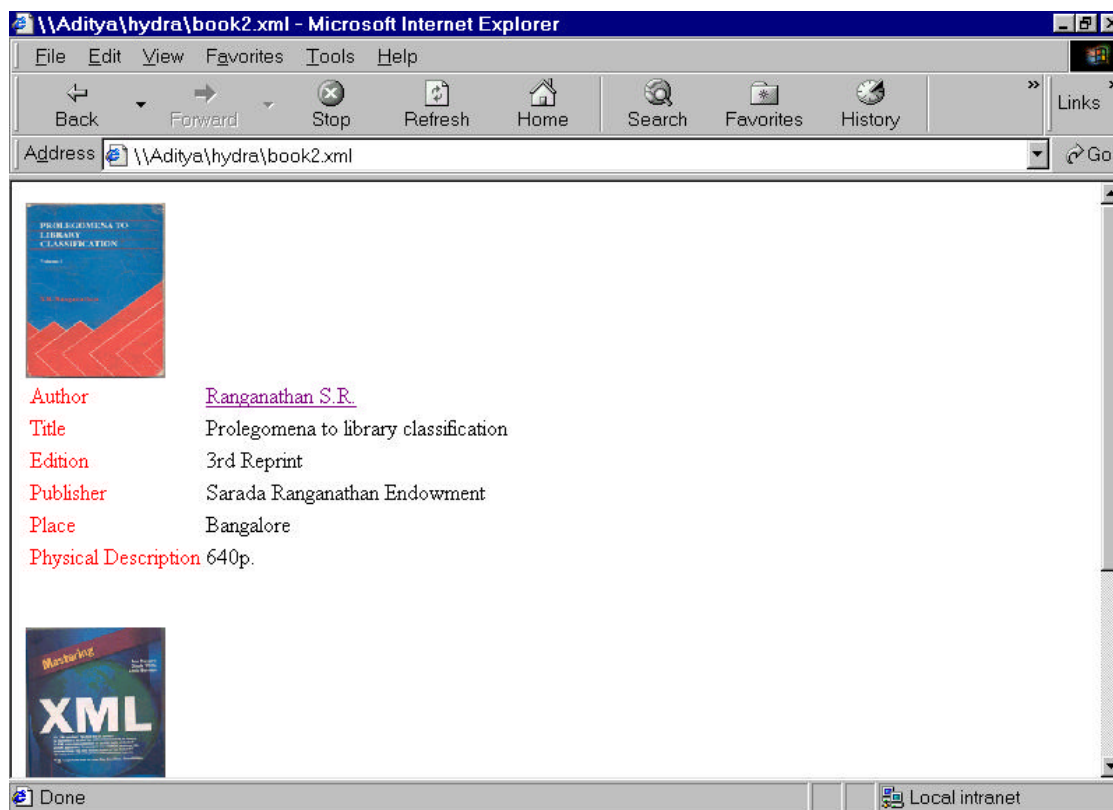 \\Aditya\hydra\book2.xml - Microsoft Internet Explorer
File Edit View Favorites Tools Help
Back Forward Stop Refresh Home Search Favorites History » Links »
Address \\Aditya\hydra\book2.xml Go
PROLEGOMENA TO
LIBRARY
CLASSIFICATION
Author Ranganathan S.R.
Title Prolegomena to library classification
Edition 3rd Reprint
Publisher Sarada Ranganathan Endowment
Place Bangalore
Physical Description 640p.
Mastering
XML
Done Local intranet